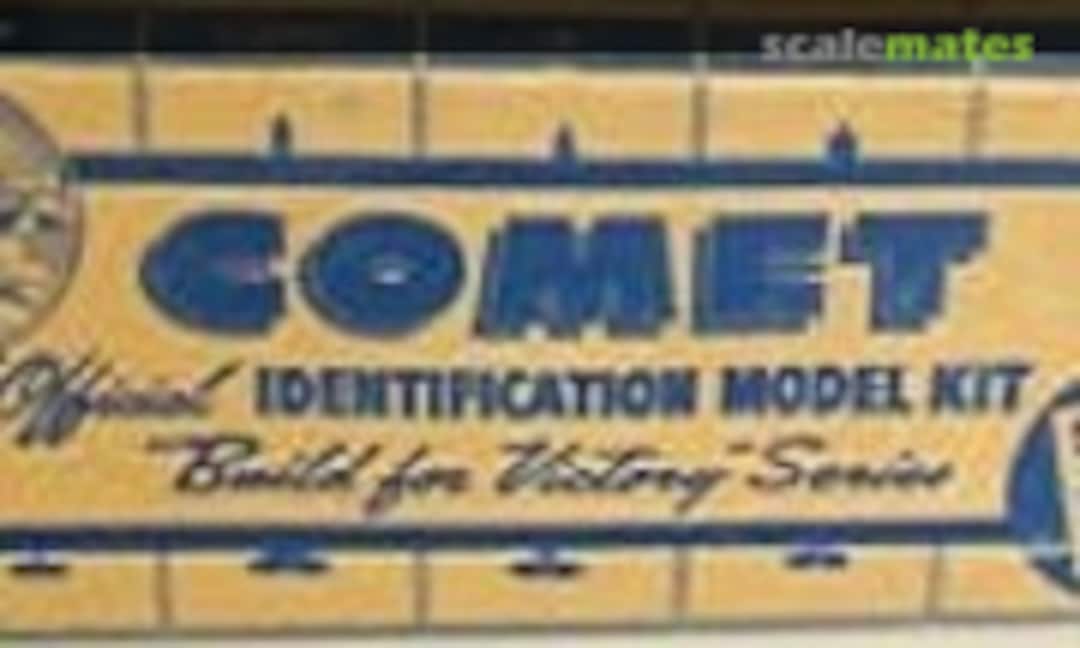 scalemates
COMET
Official IDENTIFICATION MODEL KIT
"Build for Victory" Series